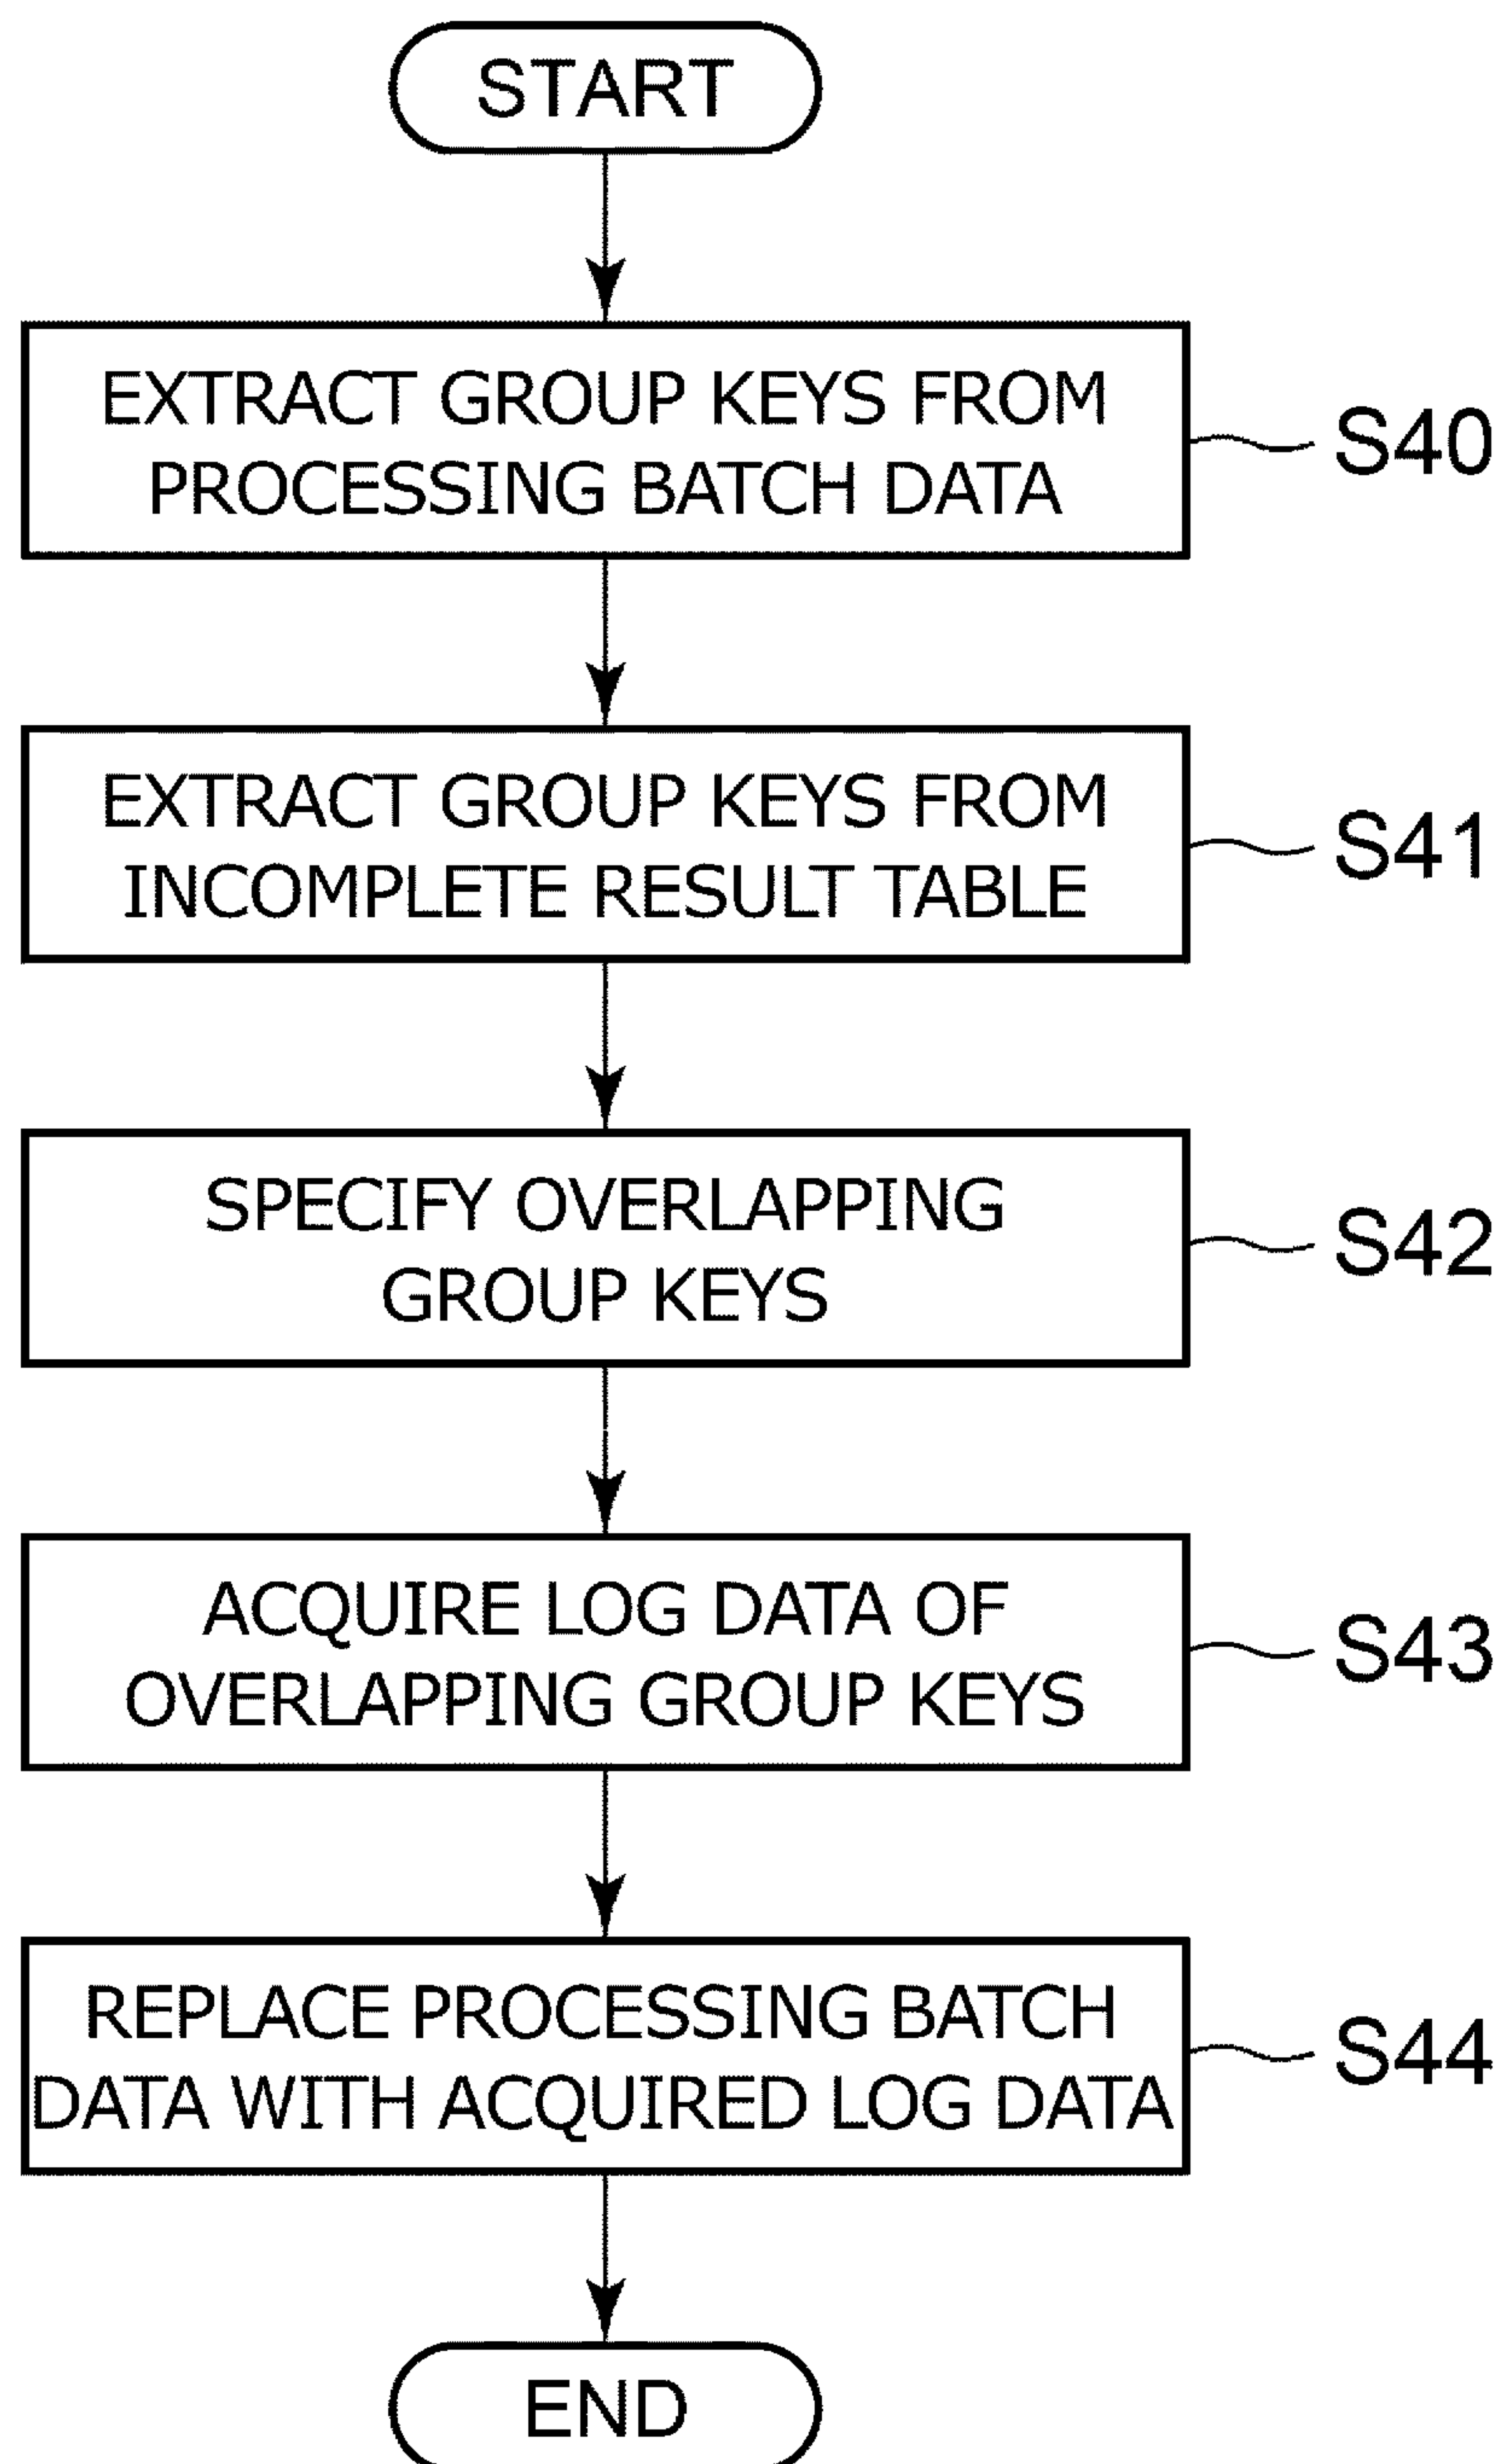 START
EXTRACT GROUP KEYS FROM
PROCESSING BATCH DATA
S40
EXTRACT GROUP KEYS FROM
INCOMPLETE RESULT TABLE
S41
SPECIFY OVERLAPPING
GROUP KEYS
S42
ACQUIRE LOG DATA OF
OVERLAPPING GROUP KEYS
S43
REPLACE PROCESSING BATCH
DATA WITH ACQUIRED LOG DATA
S44
END